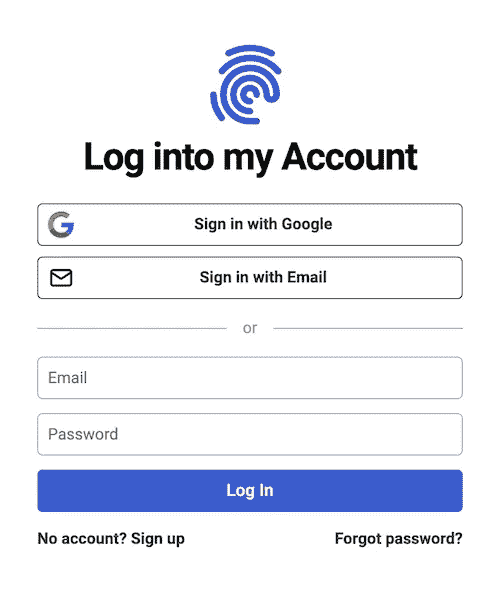 Log into my Account
Sign in with Google
Sign in with Email
or
Email
Password
Log In
No account? Sign up
Forgot password?